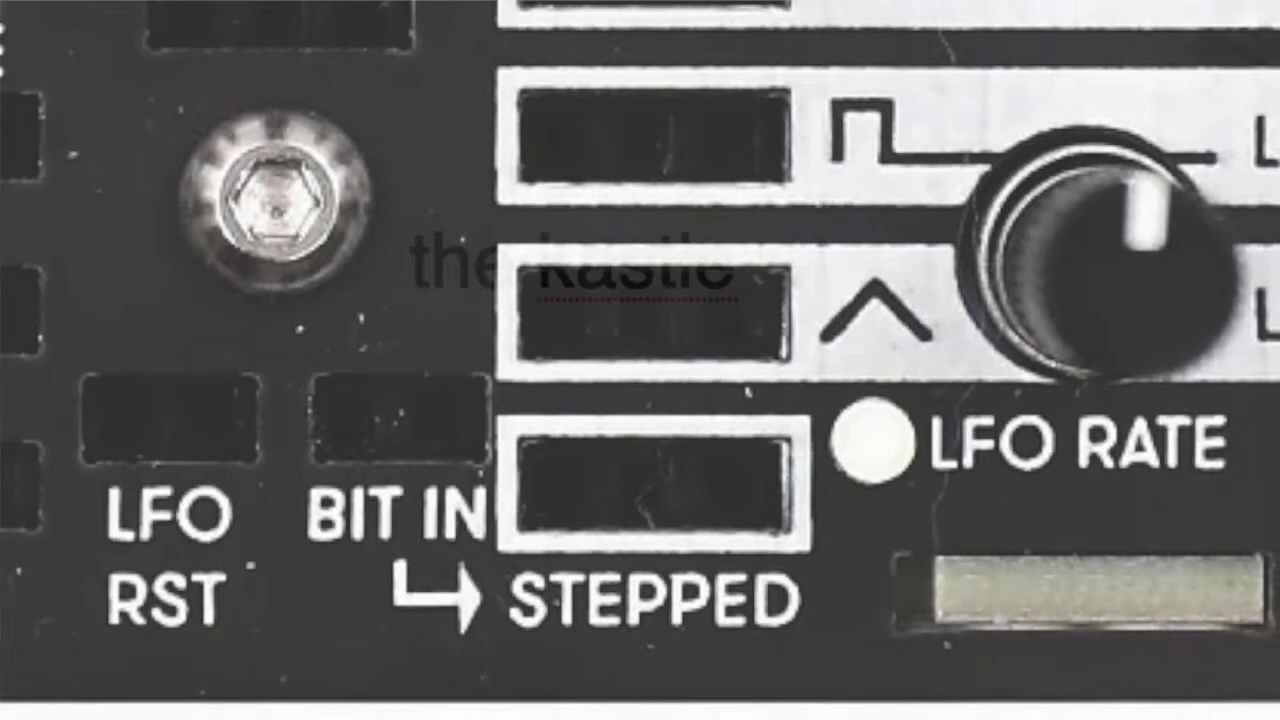 the kastle
LFO RATE
LFO
RST
BIT IN
STEPPED